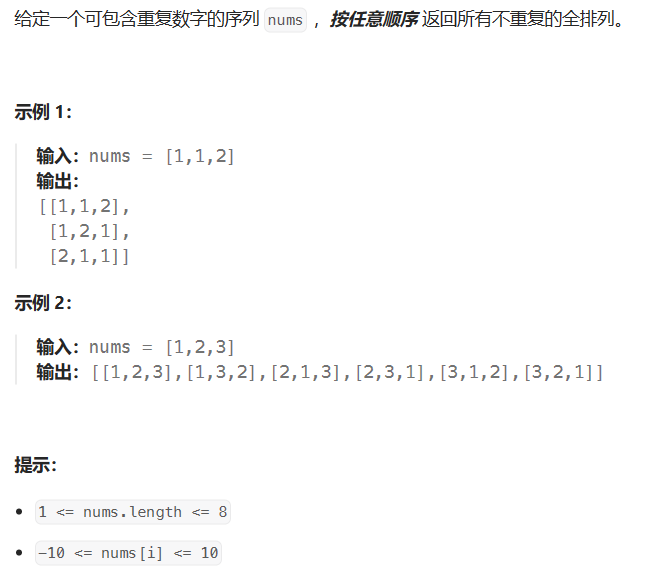 给定一个可包含重复数字的序列 nums ，按任意顺序 返回所有不重复的全排列。
示例 1：
输入：nums = [1,1,2]
输出：
[[1,1,2],
 [1,2,1],
 [2,1,1]]
示例 2：
输入：nums = [1,2,3]
输出：[[1,2,3],[1,3,2],[2,1,3],[2,3,1],[3,1,2],[3,2,1]]
提示：
• 1 <= nums.length <= 8
• -10 <= nums[i] <= 10